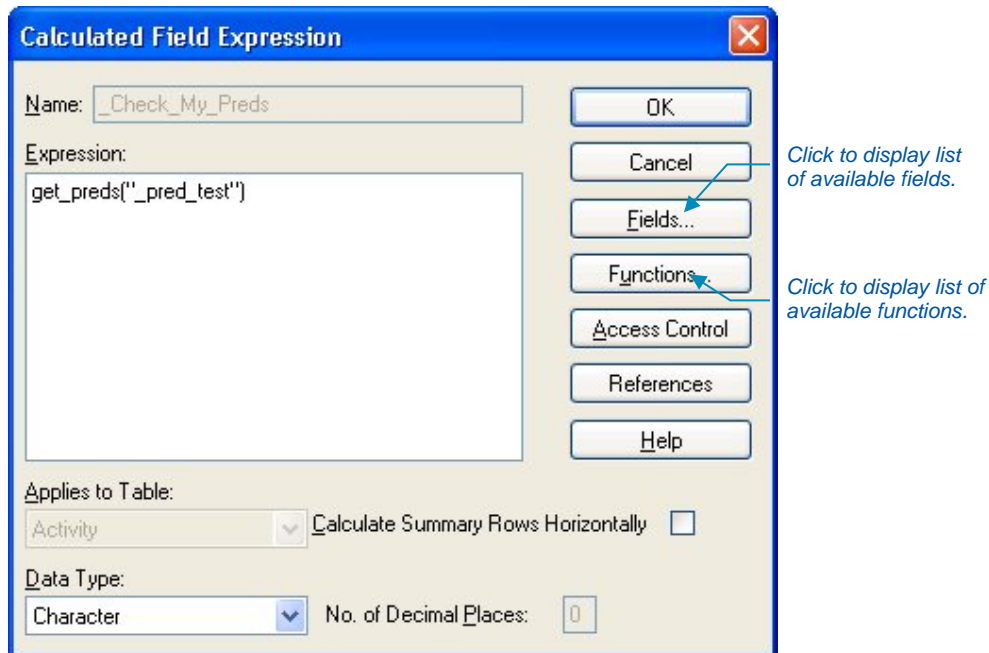 Calculated Field Expression
Name: _Check_My_Preds
OK
Expression:
Cancel
Click to display list
of available fields.
get_preds("_pred_test")
Fields...
Functions...
Click to display list of
available functions.
Access Control
References
Help
Applies to Table:
Activity
Calculate Summary Rows Horizontally
Data Type:
Character
No. of Decimal Places:
0